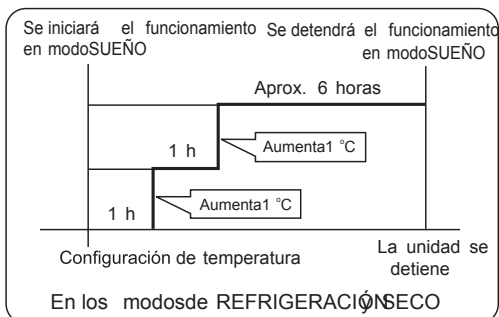 Se iniciará el funcionamiento
en modoSUEÑO
Se detendrá el funcionamiento
en modoSUEÑO
Aprox. 6 horas
1 h
Aumenta1 °C
1 h
Aumenta1 °C
Configuración de temperatura
La unidad se
detiene
En los modosde REFRIGERACIÓN Y SECO